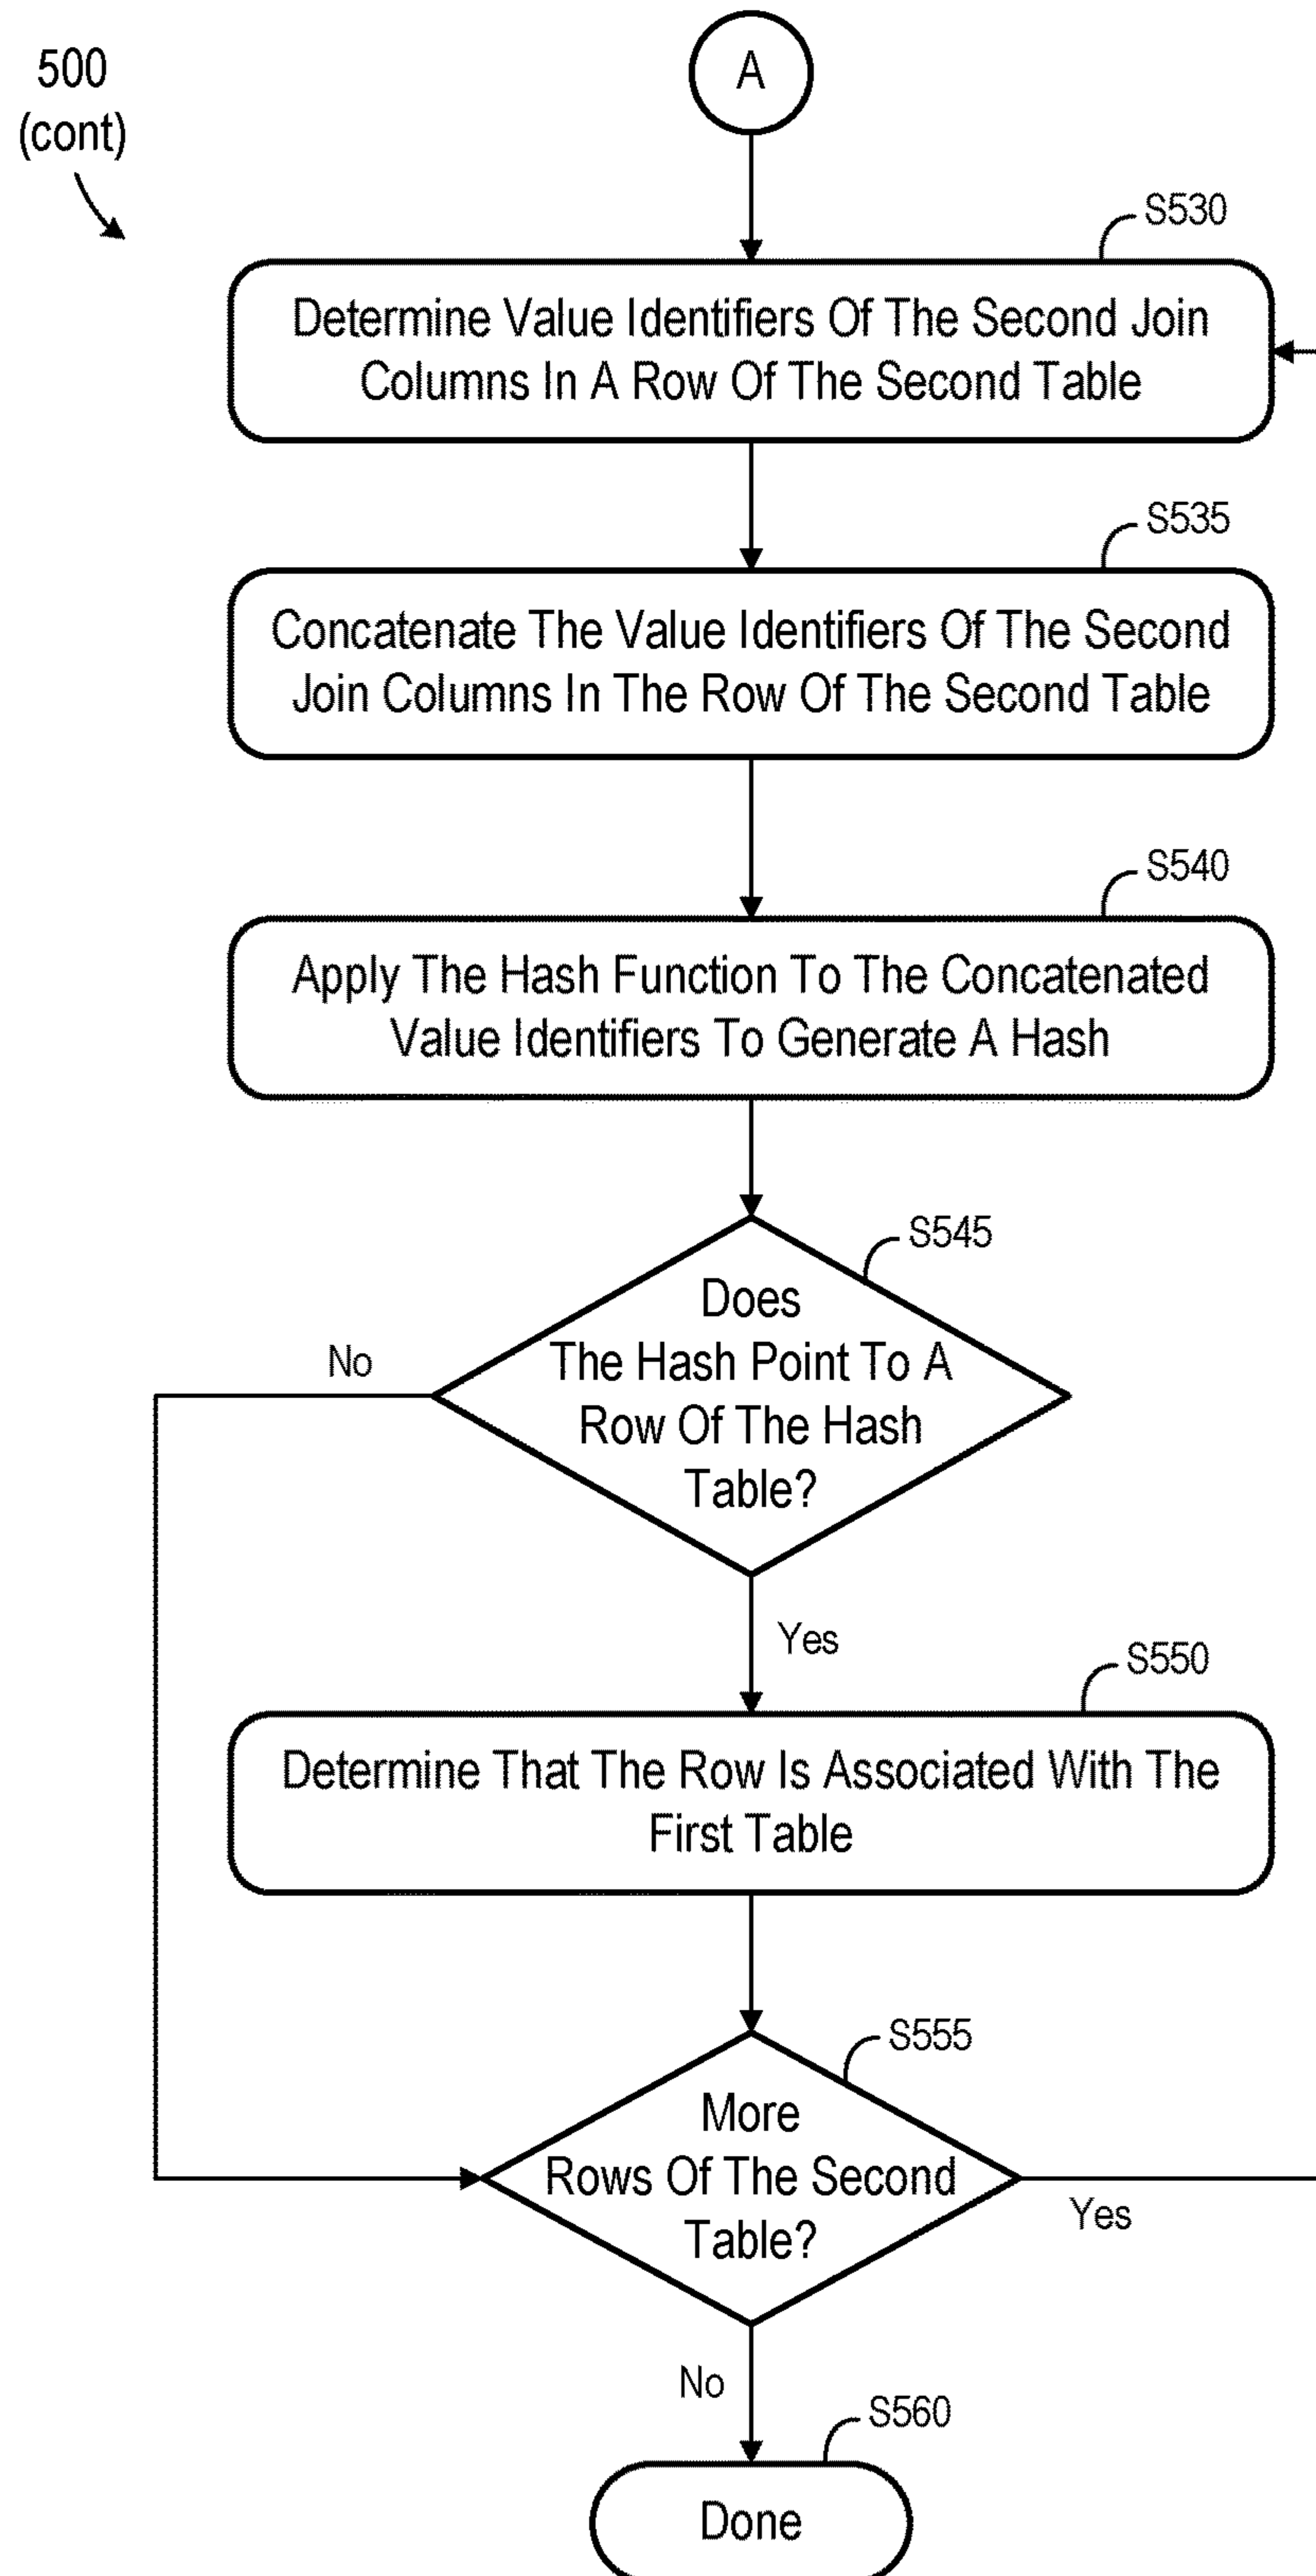 500
(cont)
A
S530
Determine Value Identifiers Of The Second Join
Columns In A Row Of The Second Table
S535
Concatenate The Value Identifiers Of The Second
Join Columns In The Row Of The Second Table
S540
Apply The Hash Function To The Concatenated
Value Identifiers To Generate A Hash
S545
Does
The Hash Point To A
Row Of The Hash
Table?
No
Yes
S550
Determine That The Row Is Associated With The
First Table
S555
More
Rows Of The Second
Table?
Yes
No
S560
Done